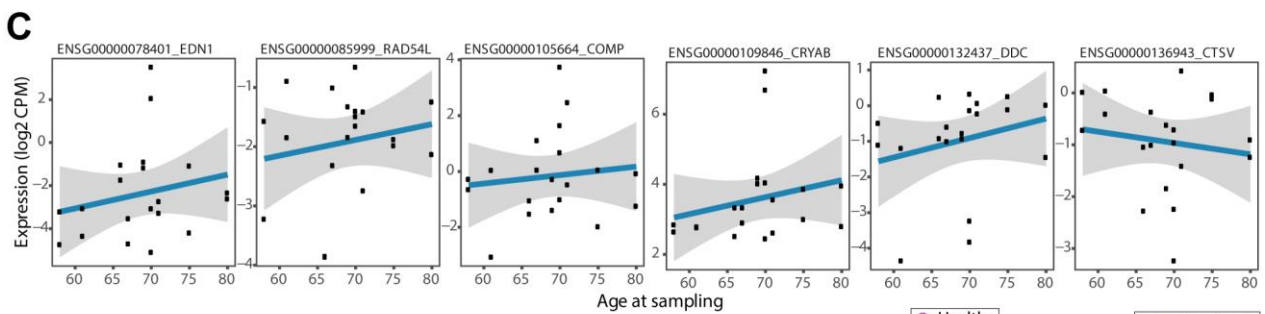 C
ENSG00000078401_EDN1 ENSG00000085999_RAD54L ENSG00000105664_COMP ENSG00000109846_CRYAB ENSG00000132437_DDC ENSG00000136943_CTSV
Expression (log2 CPM)
2 0 −2 −4
−1 −2 −3 −4
4 2 0 −2
6 4 2
1 0 −1 −2 −3 −4
0 −1 −2 −3
60 65 70 75 80 60 65 70 75 80 60 65 70 75 80 60 65 70 75 80 60 65 70 75 80 60 65 70 75 80
Age at sampling